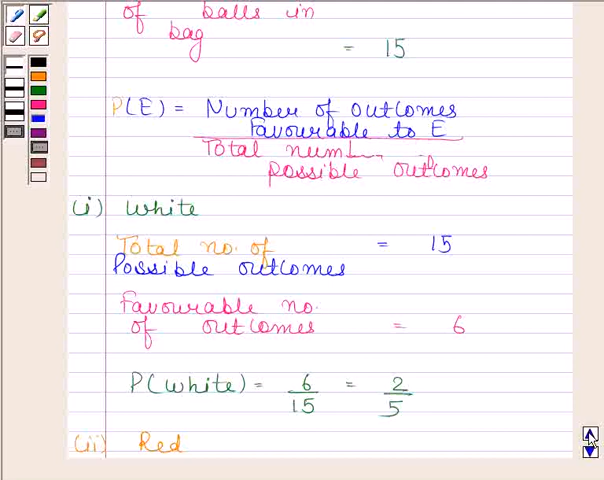 of balls in
bag
= 15
P(E) = Number of outcomes
Favourable to E
Total num
possible outcomes
(i) White
Total no. of = 15
Possible outcomes
Favourable no.
of outcomes = 6
P(white) = 6/15 = 2/5
(ii) Red